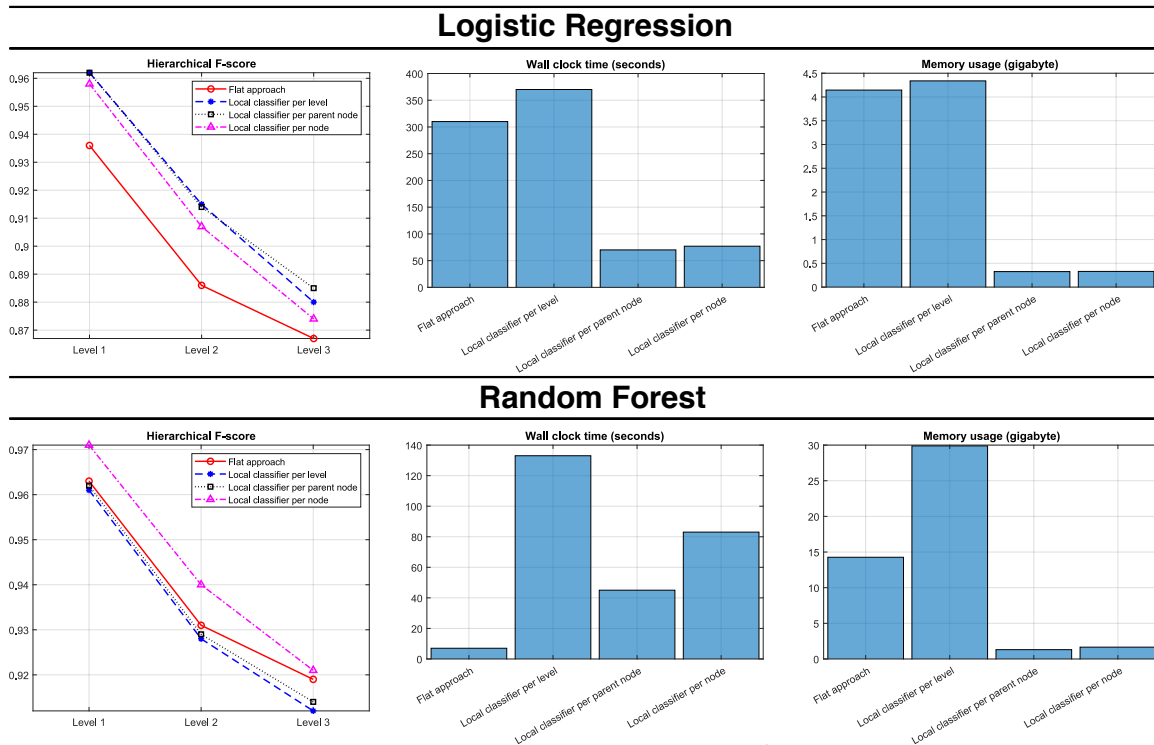 Logistic Regression
Hierarchical F-score
0.96
0.95
0.94
0.93
0.92
0.91
0.9
0.89
0.88
0.87
Level 1
Level 2
Level 3
Flat approach
Local classifier per level
Local classifier per parent node
Local classifier per node
Wall clock time (seconds)
400
350
300
250
200
150
100
50
0
Flat approach
Local classifier per level
Local classifier per parent node
Local classifier per node
Memory usage (gigabyte)
4.5
4
3.5
3
2.5
2
1.5
1
0.5
0
Flat approach
Local classifier per level
Local classifier per parent node
Local classifier per node
Random Forest
Hierarchical F-score
0.97
0.96
0.95
0.94
0.93
0.92
Level 1
Level 2
Level 3
Flat approach
Local classifier per level
Local classifier per parent node
Local classifier per node
Wall clock time (seconds)
140
120
100
80
60
40
20
0
Flat approach
Local classifier per level
Local classifier per parent node
Local classifier per node
Memory usage (gigabyte)
30
25
20
15
10
5
0
Flat approach
Local classifier per level
Local classifier per parent node
Local classifier per node